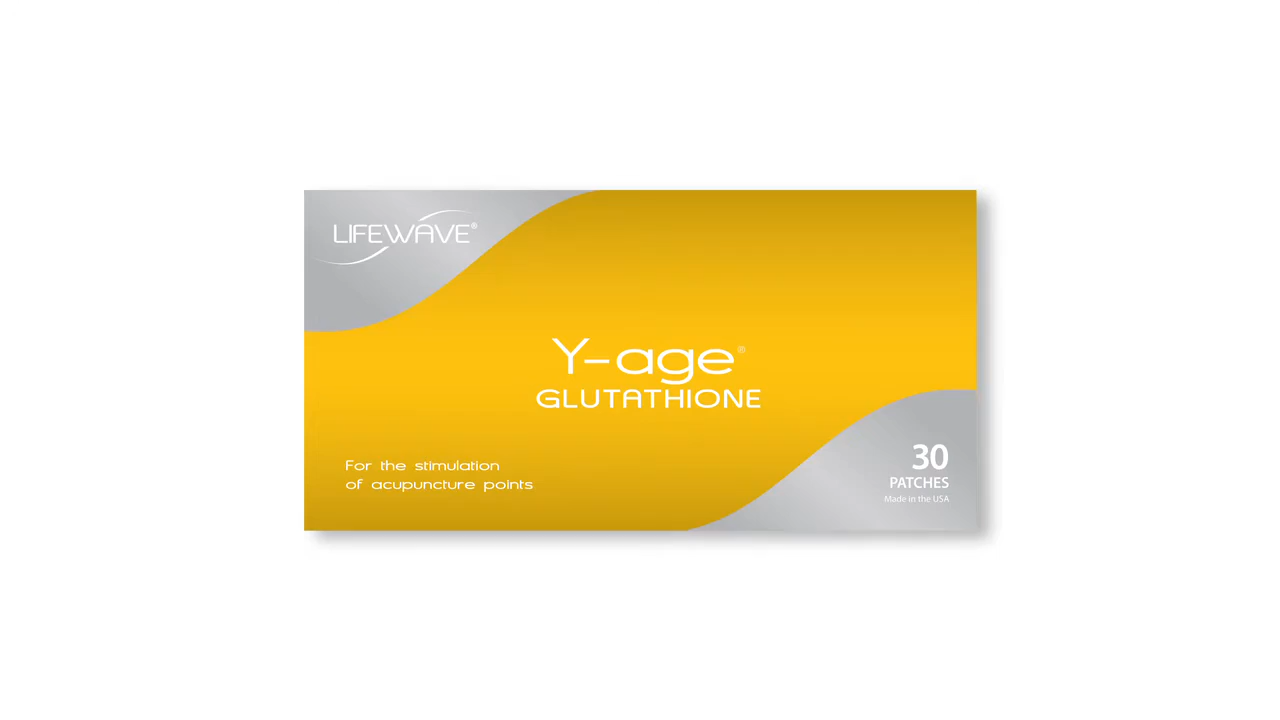 LIFEWAVE®
Y-age®
GLUTATHIONE
For the stimulation
of acupuncture points
30
PATCHES
Made in the USA